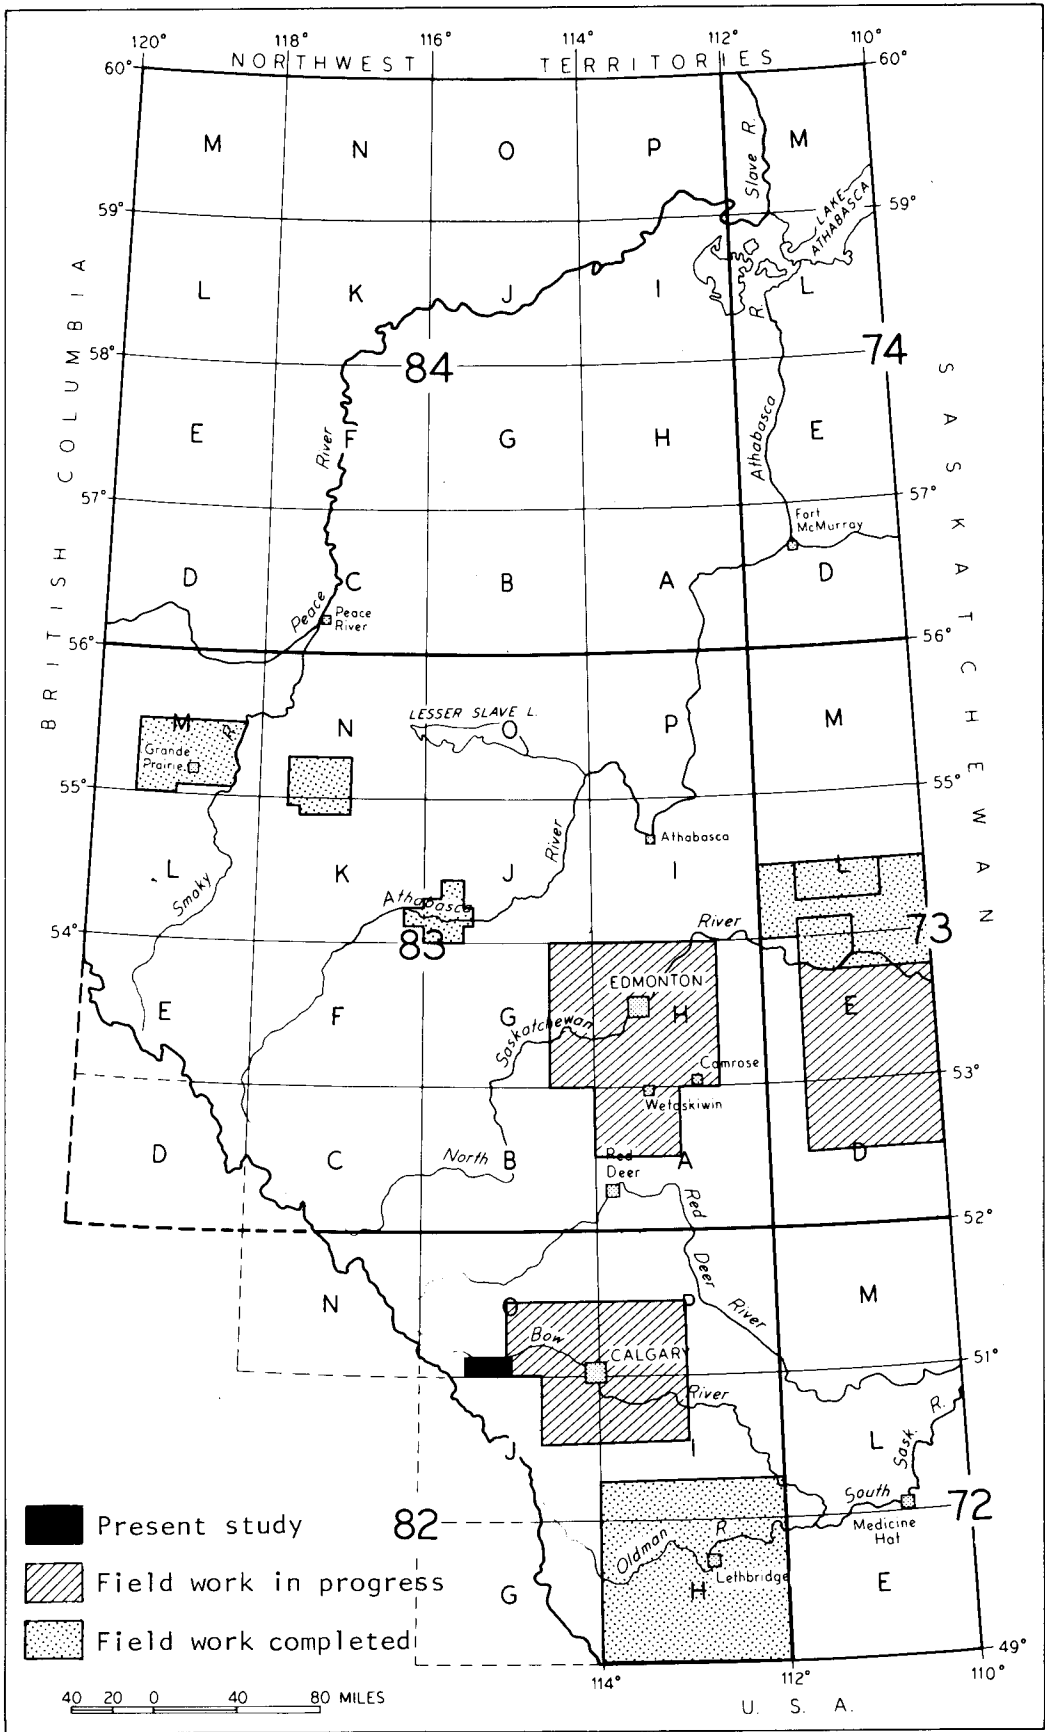 120° 118° 116° 114° 112° 110°
NORTHWEST TERRITORIES
60° 60°
M N O P M
Slave R.
59° 59°
LAKE
ATHABASCA
L K J I L
R.
58° 84 74
BRITISH COLUMBIA
SASKATCHEWAN
E F G H E
River
Athabasca
57° 57°
Fort
McMurray
D C B A D
Peace
Peace
River
56° 56°
LESSER SLAVE L.
M N O P M
R.
Grande
Prairie
55° 55°
Athabasca
River
L K J I L
Smoky
Athabasca
54° 83 River 73
EDMONTON
E F G H E
Saskatchewan
Camrose
53°
Wetaskiwin
D C North B A D
Red
Deer
Red
52°
Deer
River
N O P M
Bow
CALGARY
51°
River
R.
J I L
Sask.
South
82 72
Present study
Oldman R
Medicine
Hat
Field work in progress
Lethbridge
G H E
Field work completed
49°
40 20 0 40 80 MILES
114° 112° 110°
U. S. A.